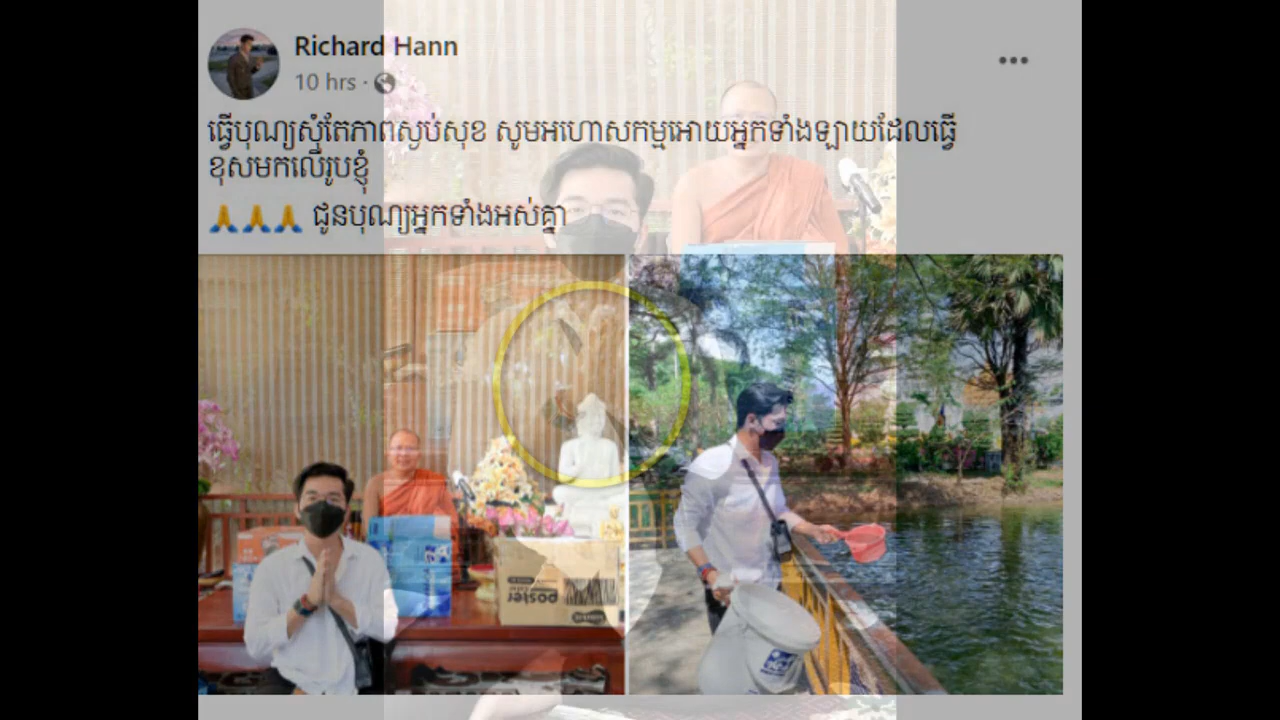 Richard Hann
10 hrs ·
ធ្វើបុណ្យសុំតែភាពស្ងប់សុខ សូមអហោសកម្មអោយអ្នកទាំងឡាយដែលធ្វើ
ខុសមកលើរូបខ្ញុំ
🙏🙏🙏 ជូនបុណ្យអ្នកទាំងអស់គ្នា
poster